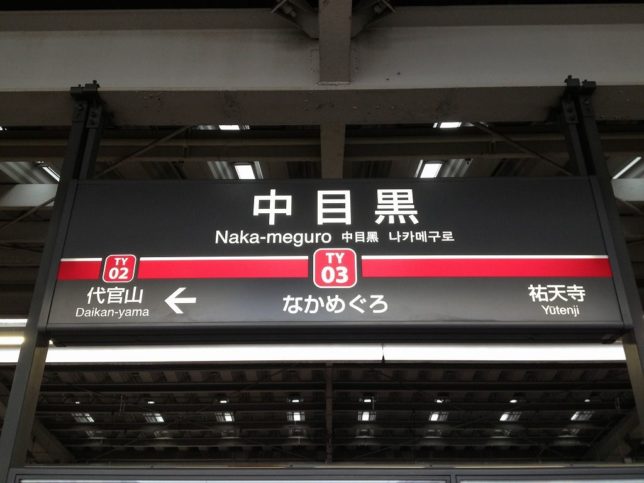 中目黒
Naka-meguro 中目黑 나카메구로
TY
02
TY
03
代官山 ←
Daikan-yama
なかめぐろ
祐天寺
Yūtenji